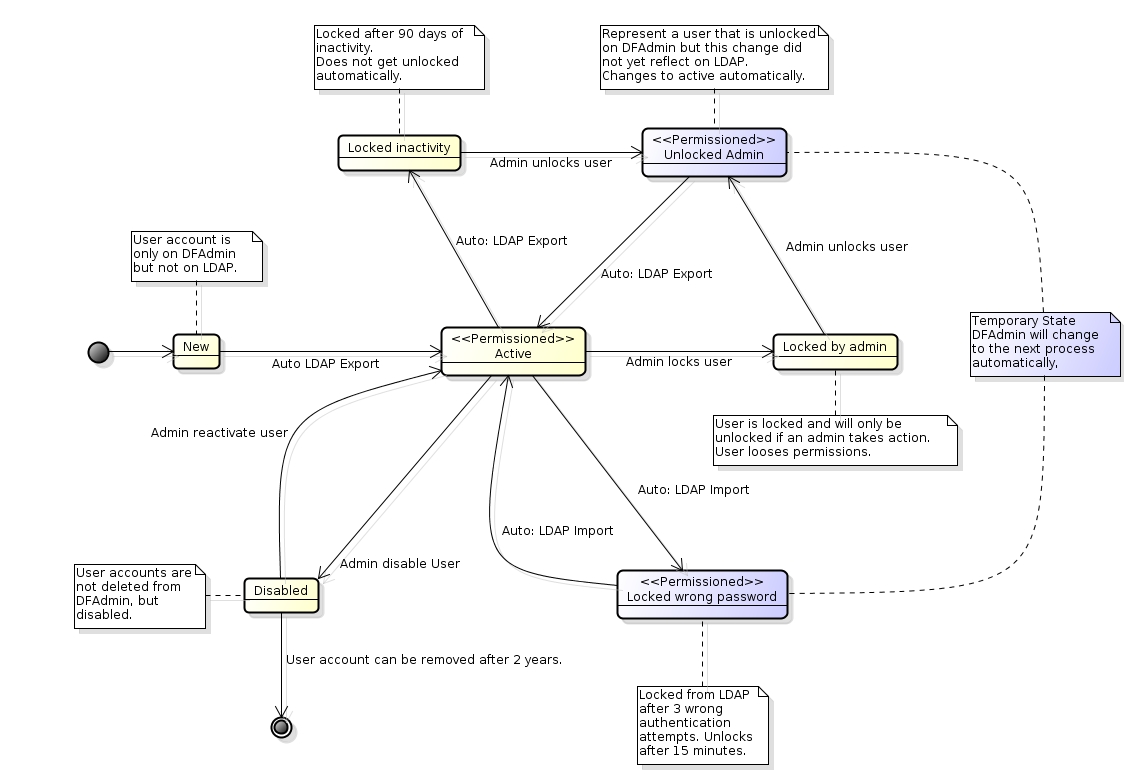 Locked after 90 days of
inactivity.
Does not get unlocked
automatically.
Represent a user that is unlocked
on DFAdmin but this change did
not yet reflect on LDAP.
Changes to active automatically.
Locked inactivity
Admin unlocks user
<<Permissioned>>
Unlocked Admin
User account is
only on DFAdmin
but not on LDAP.
Auto: LDAP Export
Auto: LDAP Export
Admin unlocks user
New
Auto LDAP Export
<<Permissioned>>
Active
Admin locks user
Locked by admin
Temporary State
DFAdmin will change
to the next process
automatically,
Admin reactivate user
User is locked and will only be
unlocked if an admin takes action.
User looses permissions.
Auto: LDAP Import
Auto: LDAP Import
Admin disable User
User accounts are
not deleted from
DFAdmin, but
disabled.
Disabled
<<Permissioned>>
Locked wrong password
User account can be removed after 2 years.
Locked from LDAP
after 3 wrong
authentication
attempts. Unlocks
after 15 minutes.